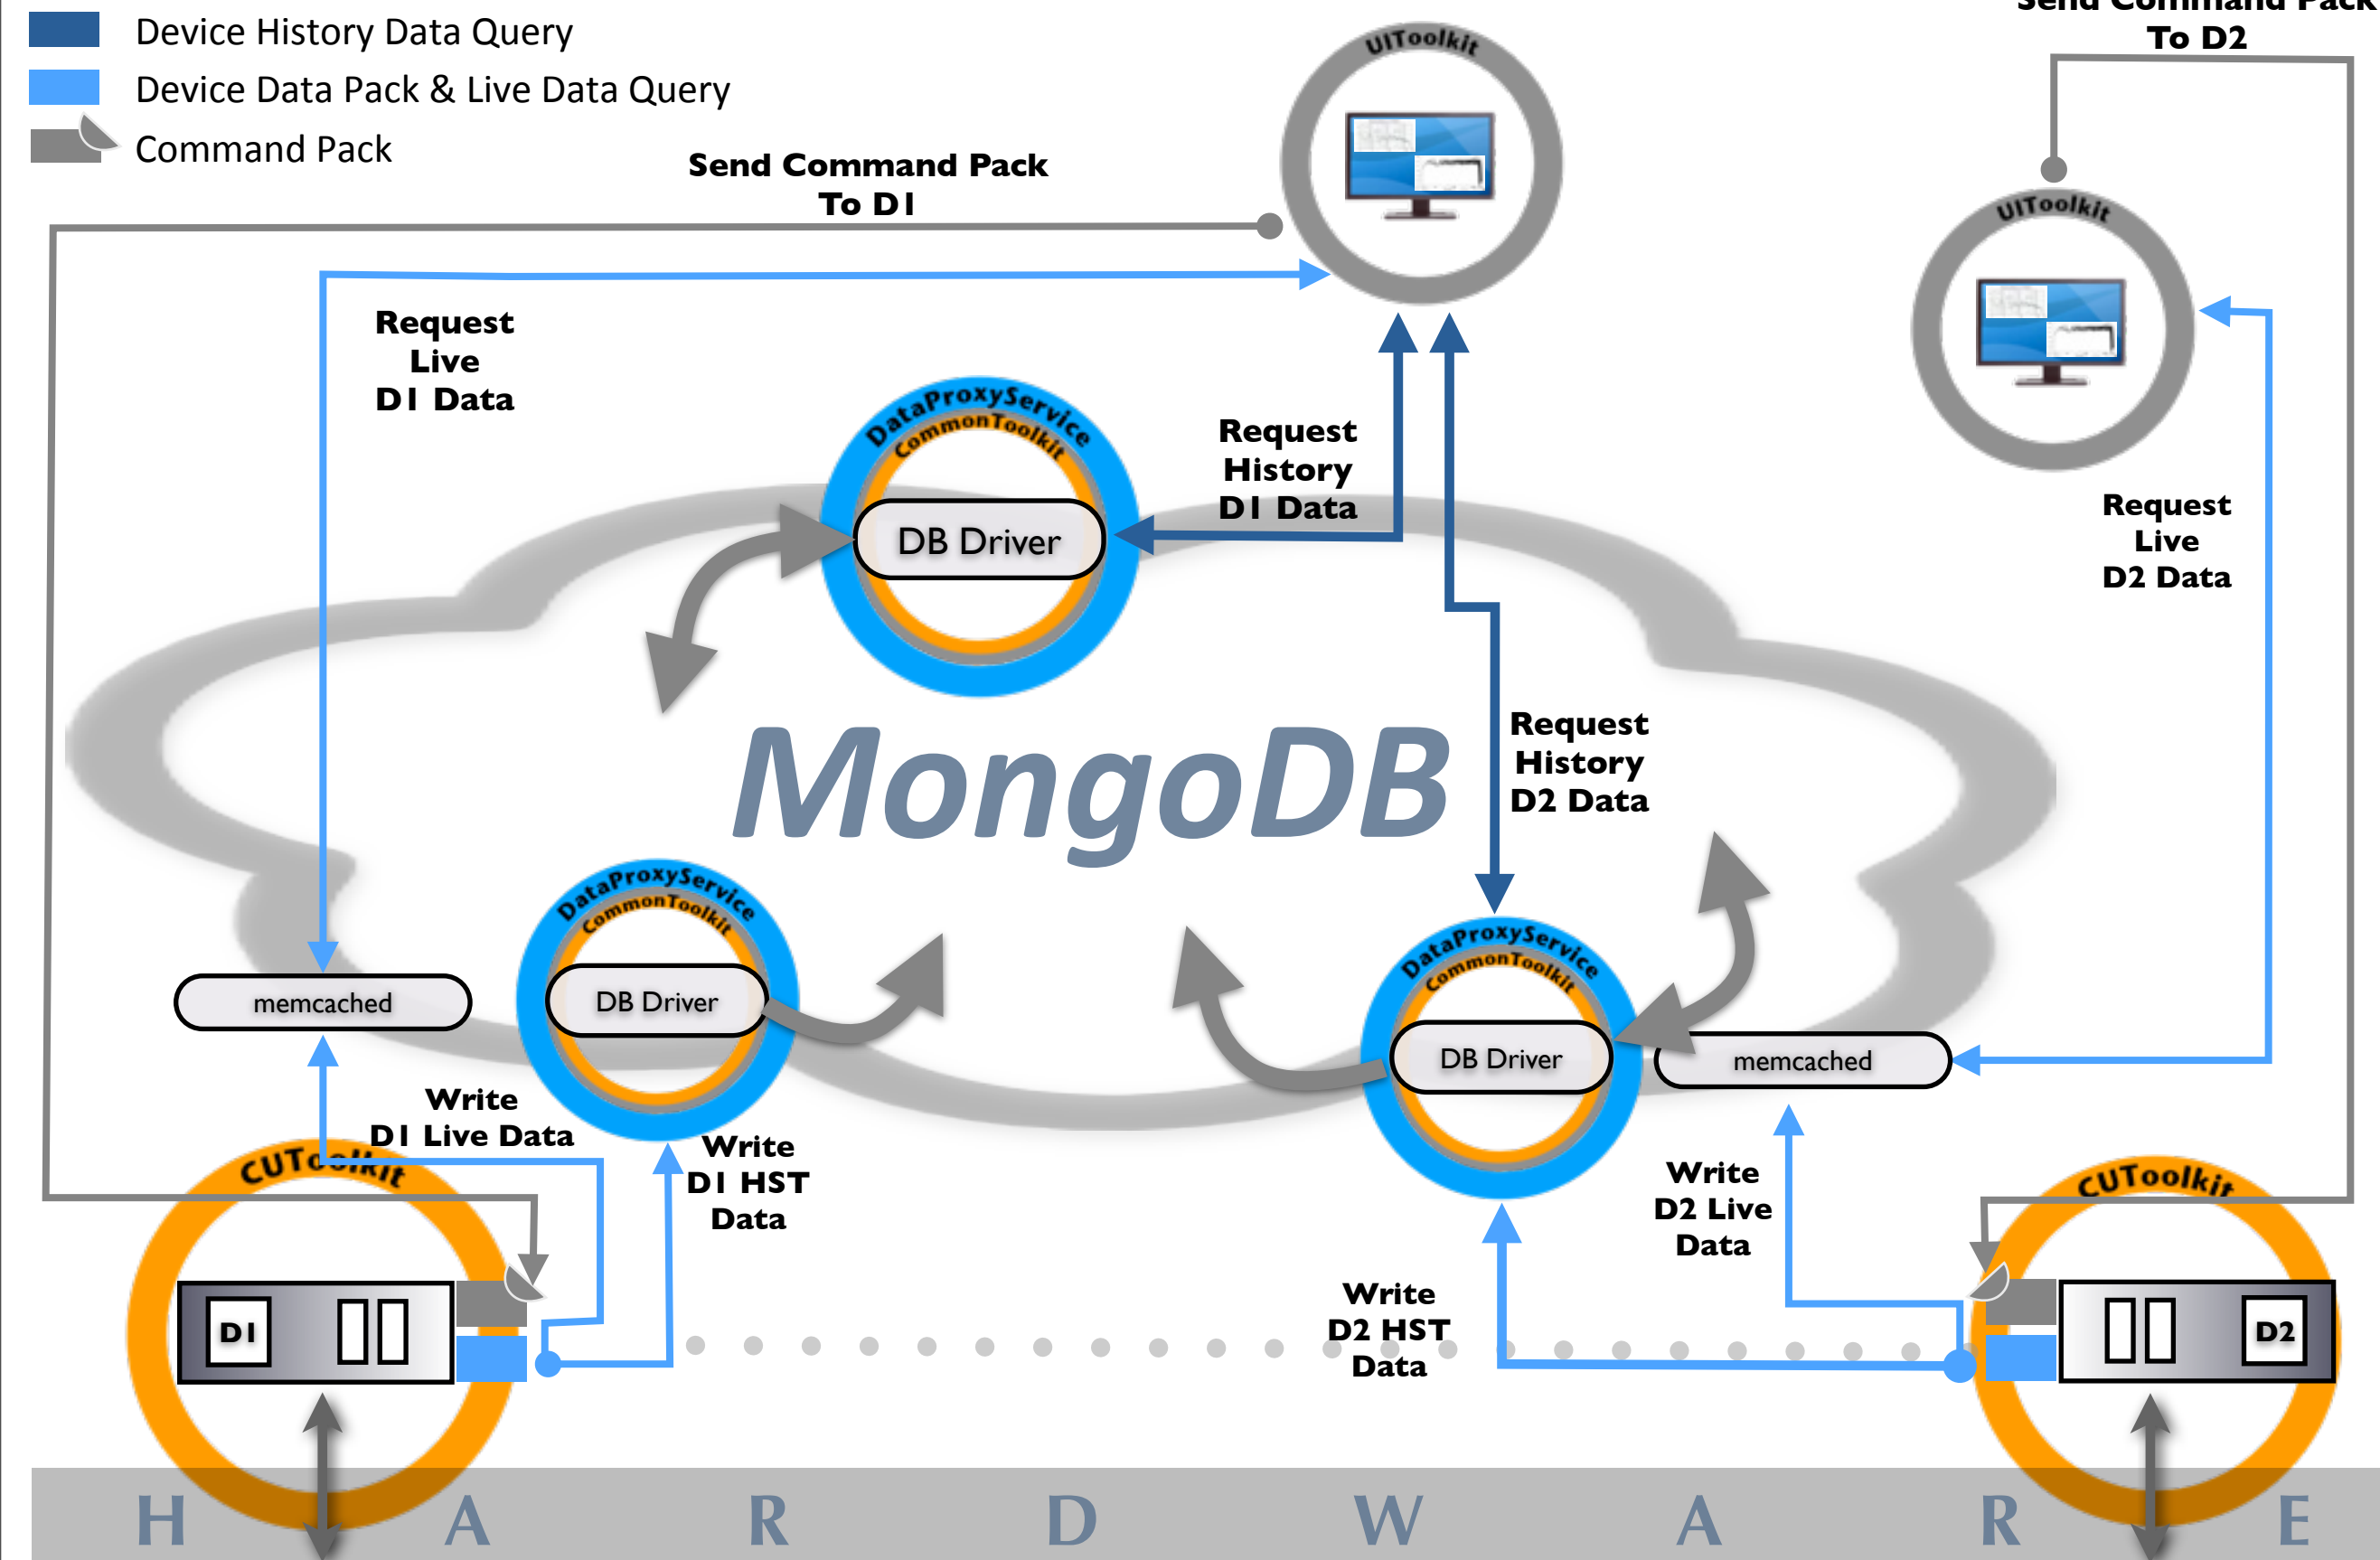 Device History Data Query
Device Data Pack & Live Data Query
Command Pack
Send Command Pack
To D1
UIToolkit
Send Command Pack
To D2
UIToolkit
Request
Live
D1 Data
DataProxyService
CommonToolkit
DB Driver
Request
History
D1 Data
Request
Live
D2 Data
MongoDB
Request
History
D2 Data
DataProxyService
CommonToolkit
DB Driver
memcached
DataProxyService
CommonToolkit
DB Driver
memcached
Write
D1 Live Data
Write
D1 HST
Data
Write
D2 Live
Data
Write
D2 HST
Data
CUToolkit
D1
CUToolkit
D2
H A R D W A R E